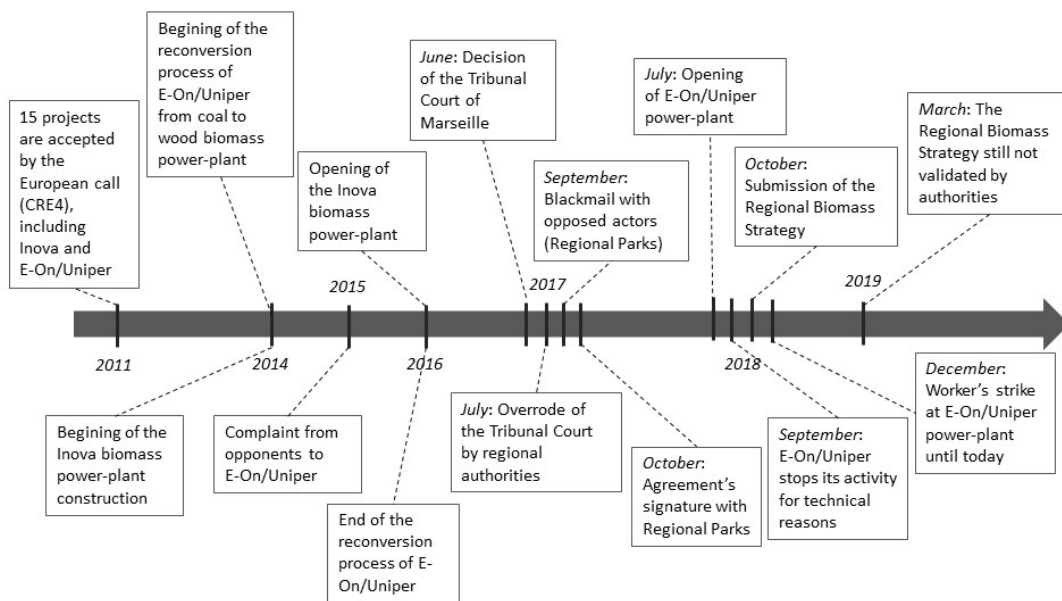 15 projects are
accepted by the
European call
(CRE4),
including
Inova and
E-On/Uniper
Begining of the
reconversion
process of
E-On/Uniper
from coal to
wood biomass
power-plant
Opening of
the Inova
biomass
power-plant
June: Decision
of the Tribunal
Court of
Marseille
September:
Blackmail with
opposed actors
(Regional Parks)
July: Opening
of E-On/Uniper
power-plant
October:
Submission of the
Regional Biomass
Strategy
March: The
Regional Biomass
Strategy still not
validated by
authorities
2015
2017
2019
2011
2014
2016
2018
Begining of the
Inova biomass
power-plant
construction
Complaint from
opponents to
E-On/Uniper
End of the
reconversion
process of E-
On/Uniper
July: Overrode of
the Tribunal Court
by regional
authorities
October:
Agreement's
signature with
Regional Parks
September:
E-On/Uniper
stops its activity
for technical
reasons
December:
Worker's strike
at E-On/Uniper
power-plant
until today